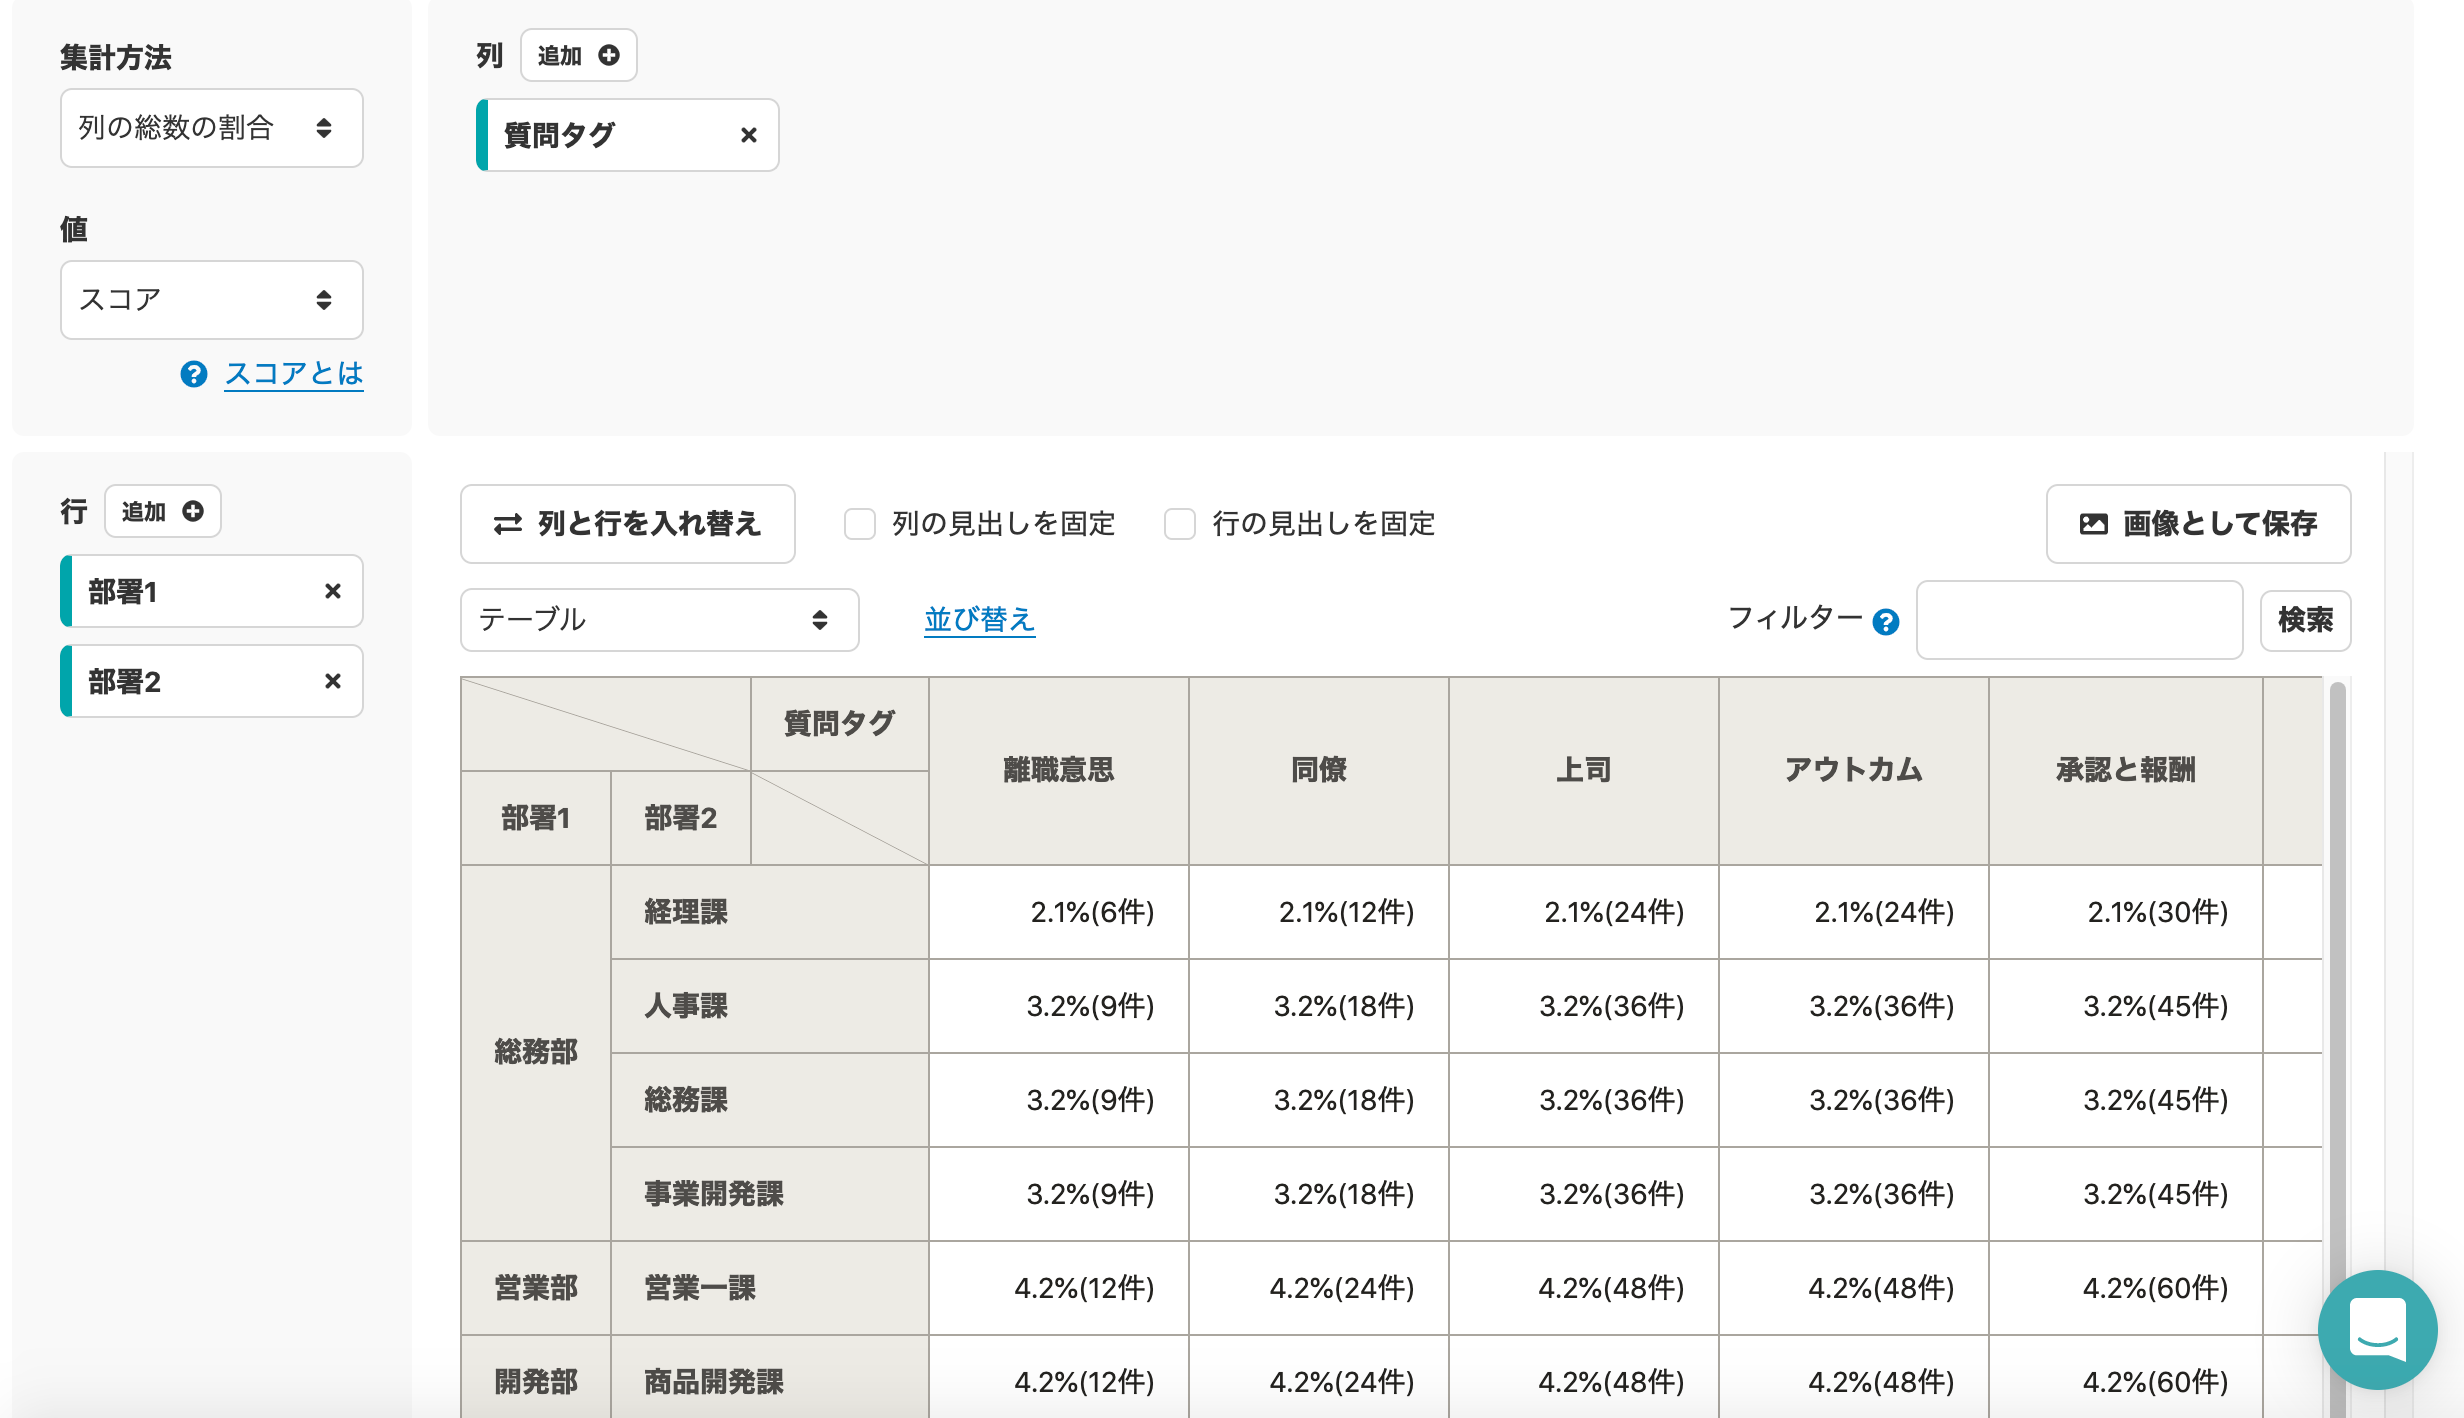 集計方法
列の総数の割合
値
スコア
スコアとは
列 追加
質問タグ
行 追加
部署1
部署2
列と行を入れ替え 列の見出しを固定 行の見出しを固定 画像として保存
テーブル 並び替え フィルター 検索
質問タグ 離職意思 同僚 上司 アウトカム 承認と報酬
部署1 部署2
総務部 経理課 2.1%(6件) 2.1%(12件) 2.1%(24件) 2.1%(24件) 2.1%(30件)
人事課 3.2%(9件) 3.2%(18件) 3.2%(36件) 3.2%(36件) 3.2%(45件)
総務課 3.2%(9件) 3.2%(18件) 3.2%(36件) 3.2%(36件) 3.2%(45件)
事業開発課 3.2%(9件) 3.2%(18件) 3.2%(36件) 3.2%(36件) 3.2%(45件)
営業部 営業一課 4.2%(12件) 4.2%(24件) 4.2%(48件) 4.2%(48件) 4.2%(60件)
開発部 商品開発課 4.2%(12件) 4.2%(24件) 4.2%(48件) 4.2%(48件) 4.2%(60件)